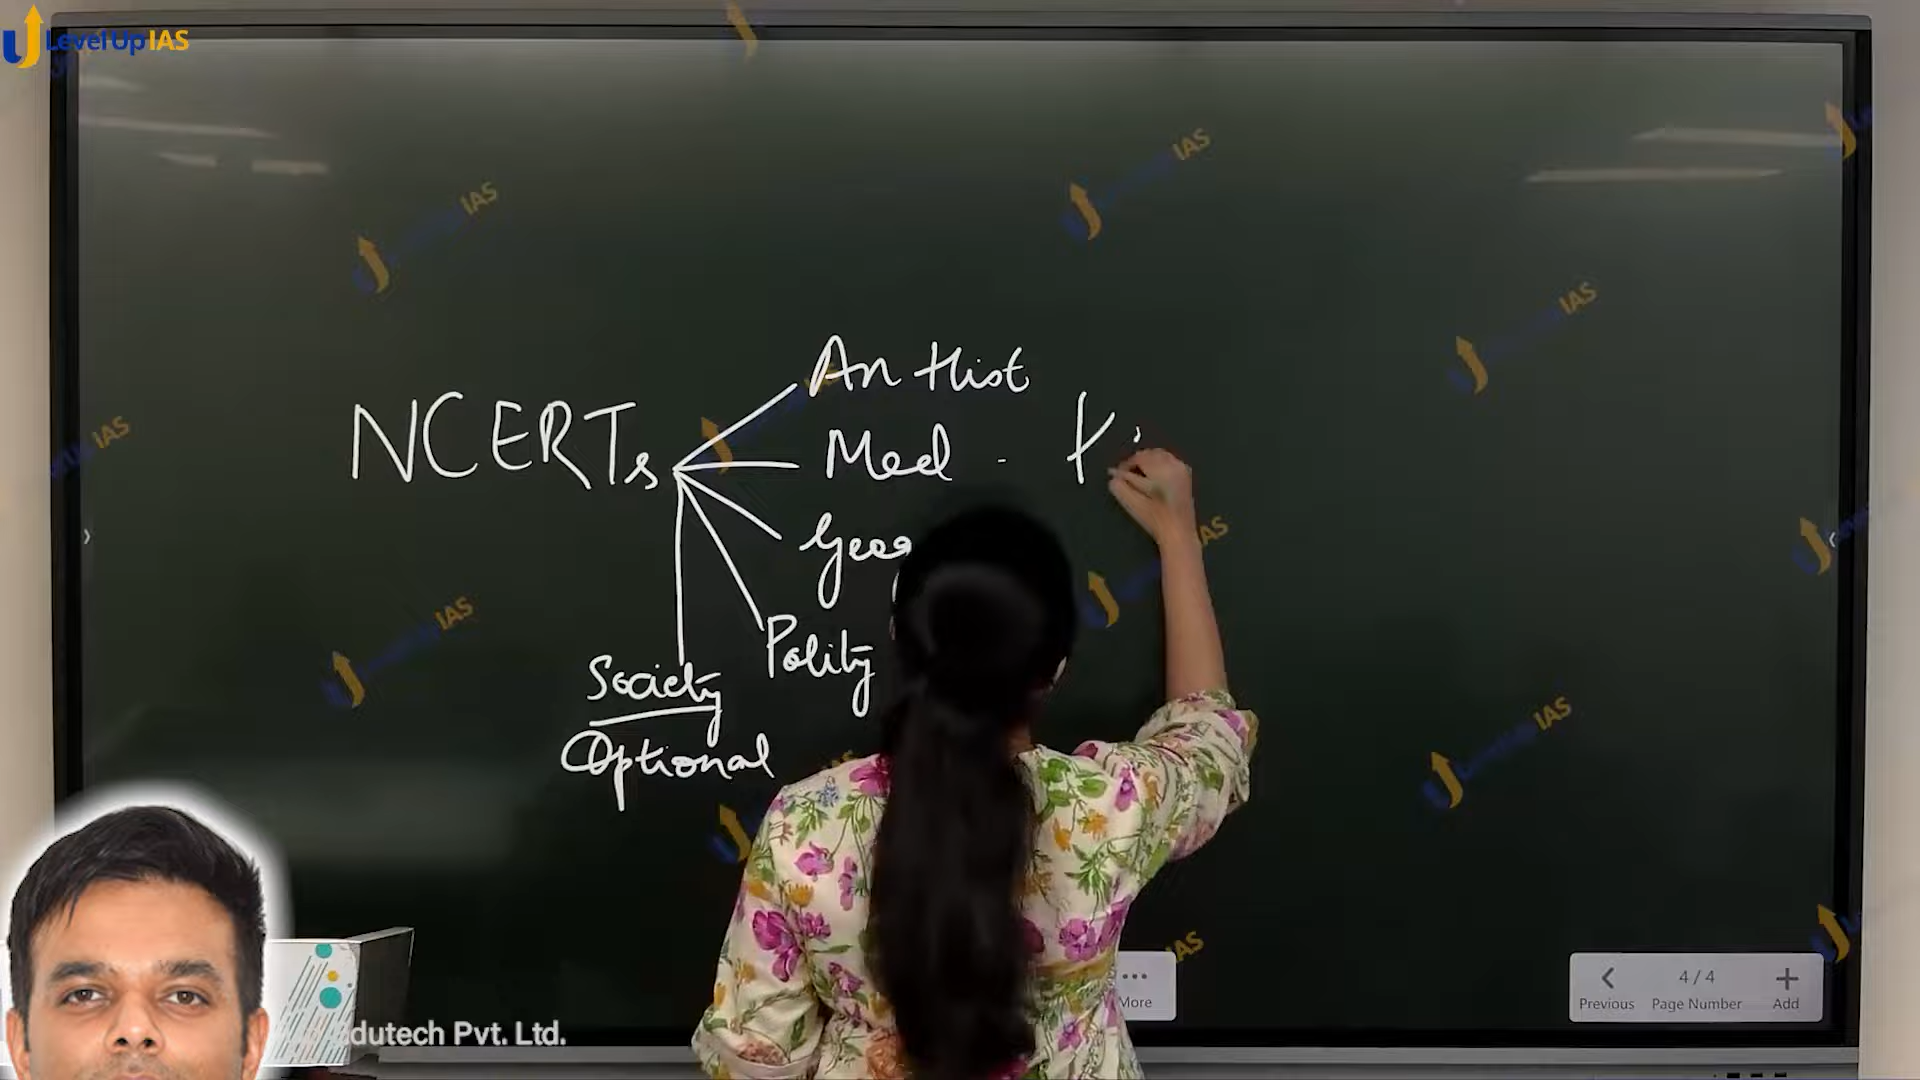 Level Up IAS
NCERTs
An Hist
Med -
Geog
Polity
Society
Optional
More
4 / 4
Previous
Page Number
Add
Edutech Pvt. Ltd.